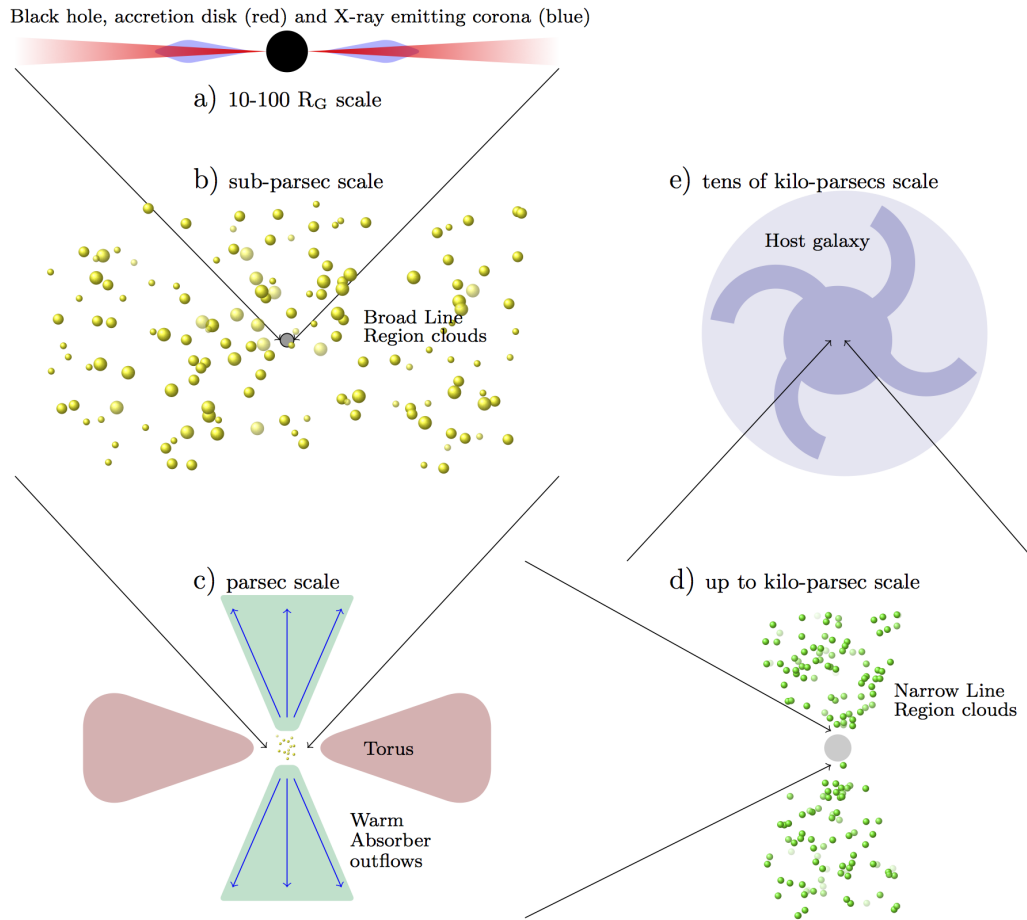 Black hole, accretion disk (red) and X-ray emitting corona (blue)
a) 10-100 R_G scale
b) sub-parsec scale
Broad Line
Region clouds
c) parsec scale
Torus
Warm
Absorber
outflows
e) tens of kilo-parsecs scale
Host galaxy
d) up to kilo-parsec scale
Narrow Line
Region clouds